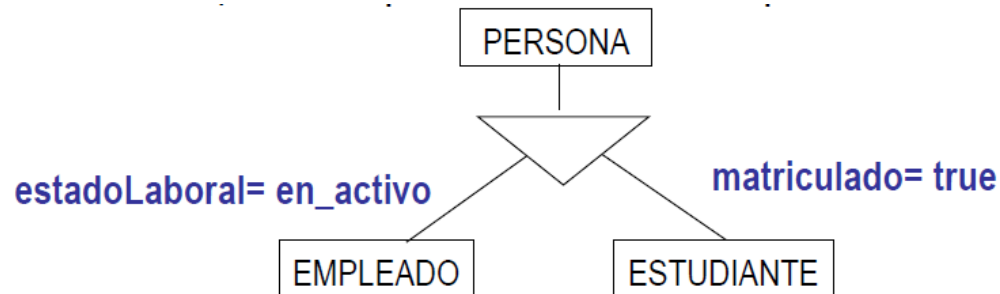 PERSONA
estadoLaboral= en_activo
matriculado= true
EMPLEADO
ESTUDIANTE